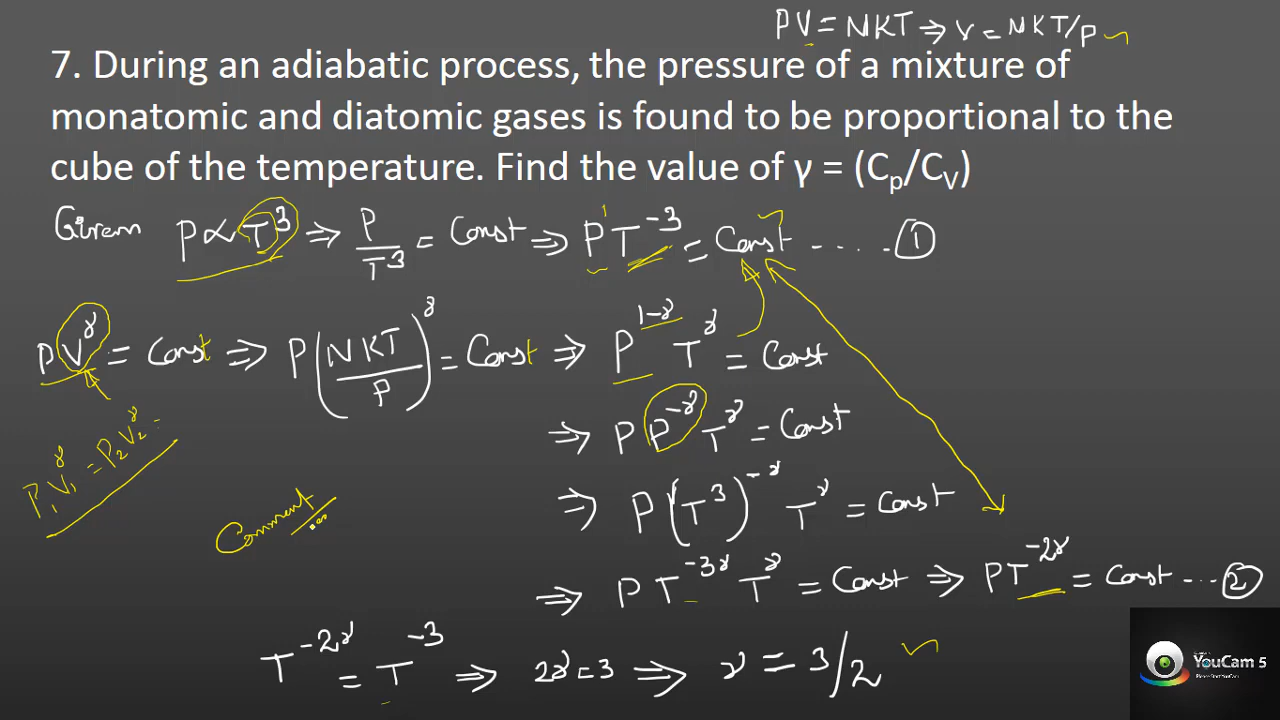 PV = NKT ⇒ V = NKT/P
7. During an adiabatic process, the pressure of a mixture of
monatomic and diatomic gases is found to be proportional to the
cube of the temperature. Find the value of γ = (Cp/CV)
Given P ∝ T³ ⇒ P/T³ = Const ⇒ P¹T⁻³ = Const ..... ①
PV^γ = Const ⇒ P(NKT/P)^γ = Const ⇒ P^(1-γ) T^γ = Const
⇒ P P^(-γ) T^γ = Const
P₁V₁^γ = P₂V₂^γ =
⇒ P(T³)^(-γ) T^γ = Const
Comment
⇒ PT^(-3γ) T^γ = Const ⇒ PT^(-2γ) = Const ... ②
T^(-2γ) = T^(-3) ⇒ 2γ = 3 ⇒ γ = 3/2
YouCam 5